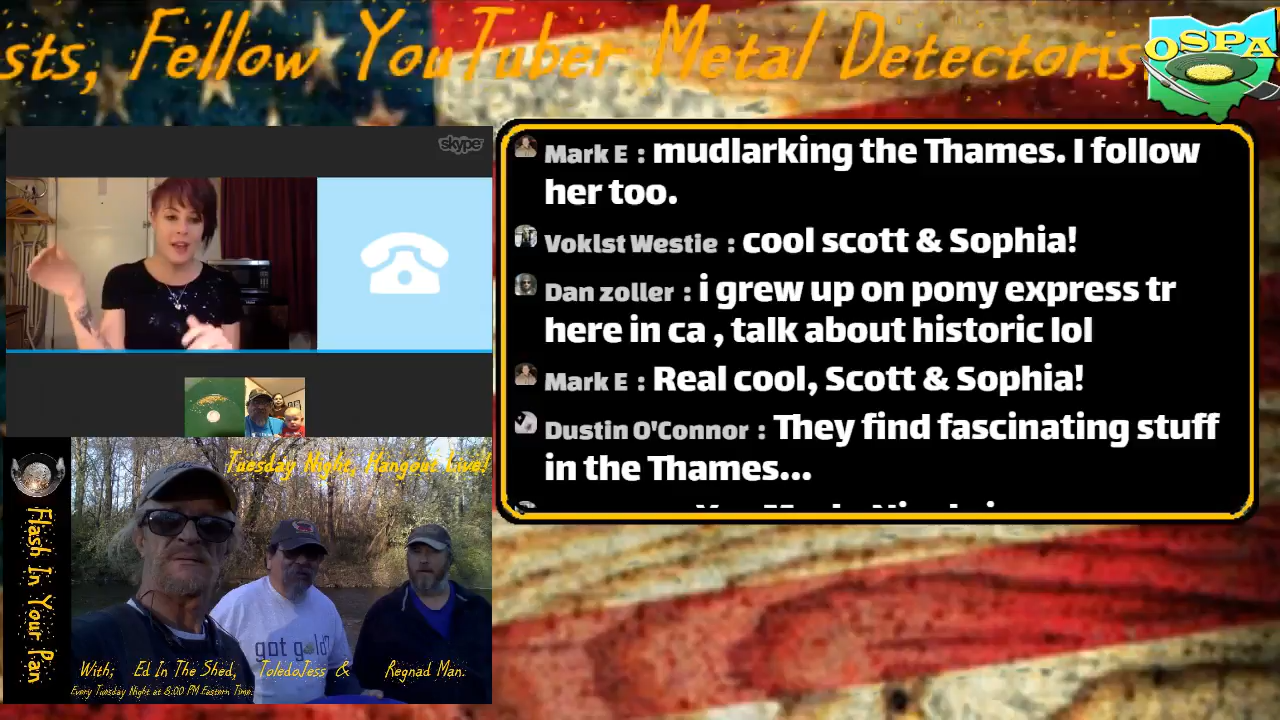 sts, Fellow YouTuber Metal Detectoris
OSPA
skype
Mark E : mudlarking the Thames. I follow
her too.
Voklst Westie : cool scott & Sophia!
Dan zoller : i grew up on pony express tr
here in ca , talk about historic lol
Mark E : Real cool, Scott & Sophia!
Dustin O'Connor : They find fascinating stuff
in the Thames...
Tuesday Night, Hangout Live!
Flash In Your Pan
got gold?
With; Ed In The Shed, ToledoJess & Regnad Man.
Every Tuesday Night at 8:00 PM Eastern Time.